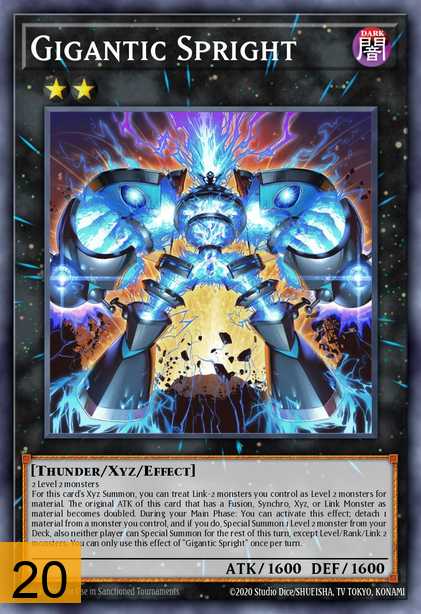 GIGANTIC SPRIGHT
DARK
闇
[THUNDER/XYZ/EFFECT]
2 Level 2 monsters
For this card's Xyz Summon, you can treat Link-2 monsters you control as Level 2 monsters for
material. The original ATK of this card that has a Fusion, Synchro, Xyz, or Link Monster as
material becomes doubled. During your Main Phase: You can activate this effect; detach 1
material from a monster you control, and if you do, Special Summon 1 Level 2 monster from your
Deck, also neither player can Special Summon for the rest of this turn, except Level/Rank/Link 2
monsters. You can only use this effect of "Gigantic Spright" once per turn.
ATK/1600 DEF/1600
20
Use in Sanctioned Tournaments
©2020 Studio Dice/SHUEISHA, TV TOKYO, KONAMI